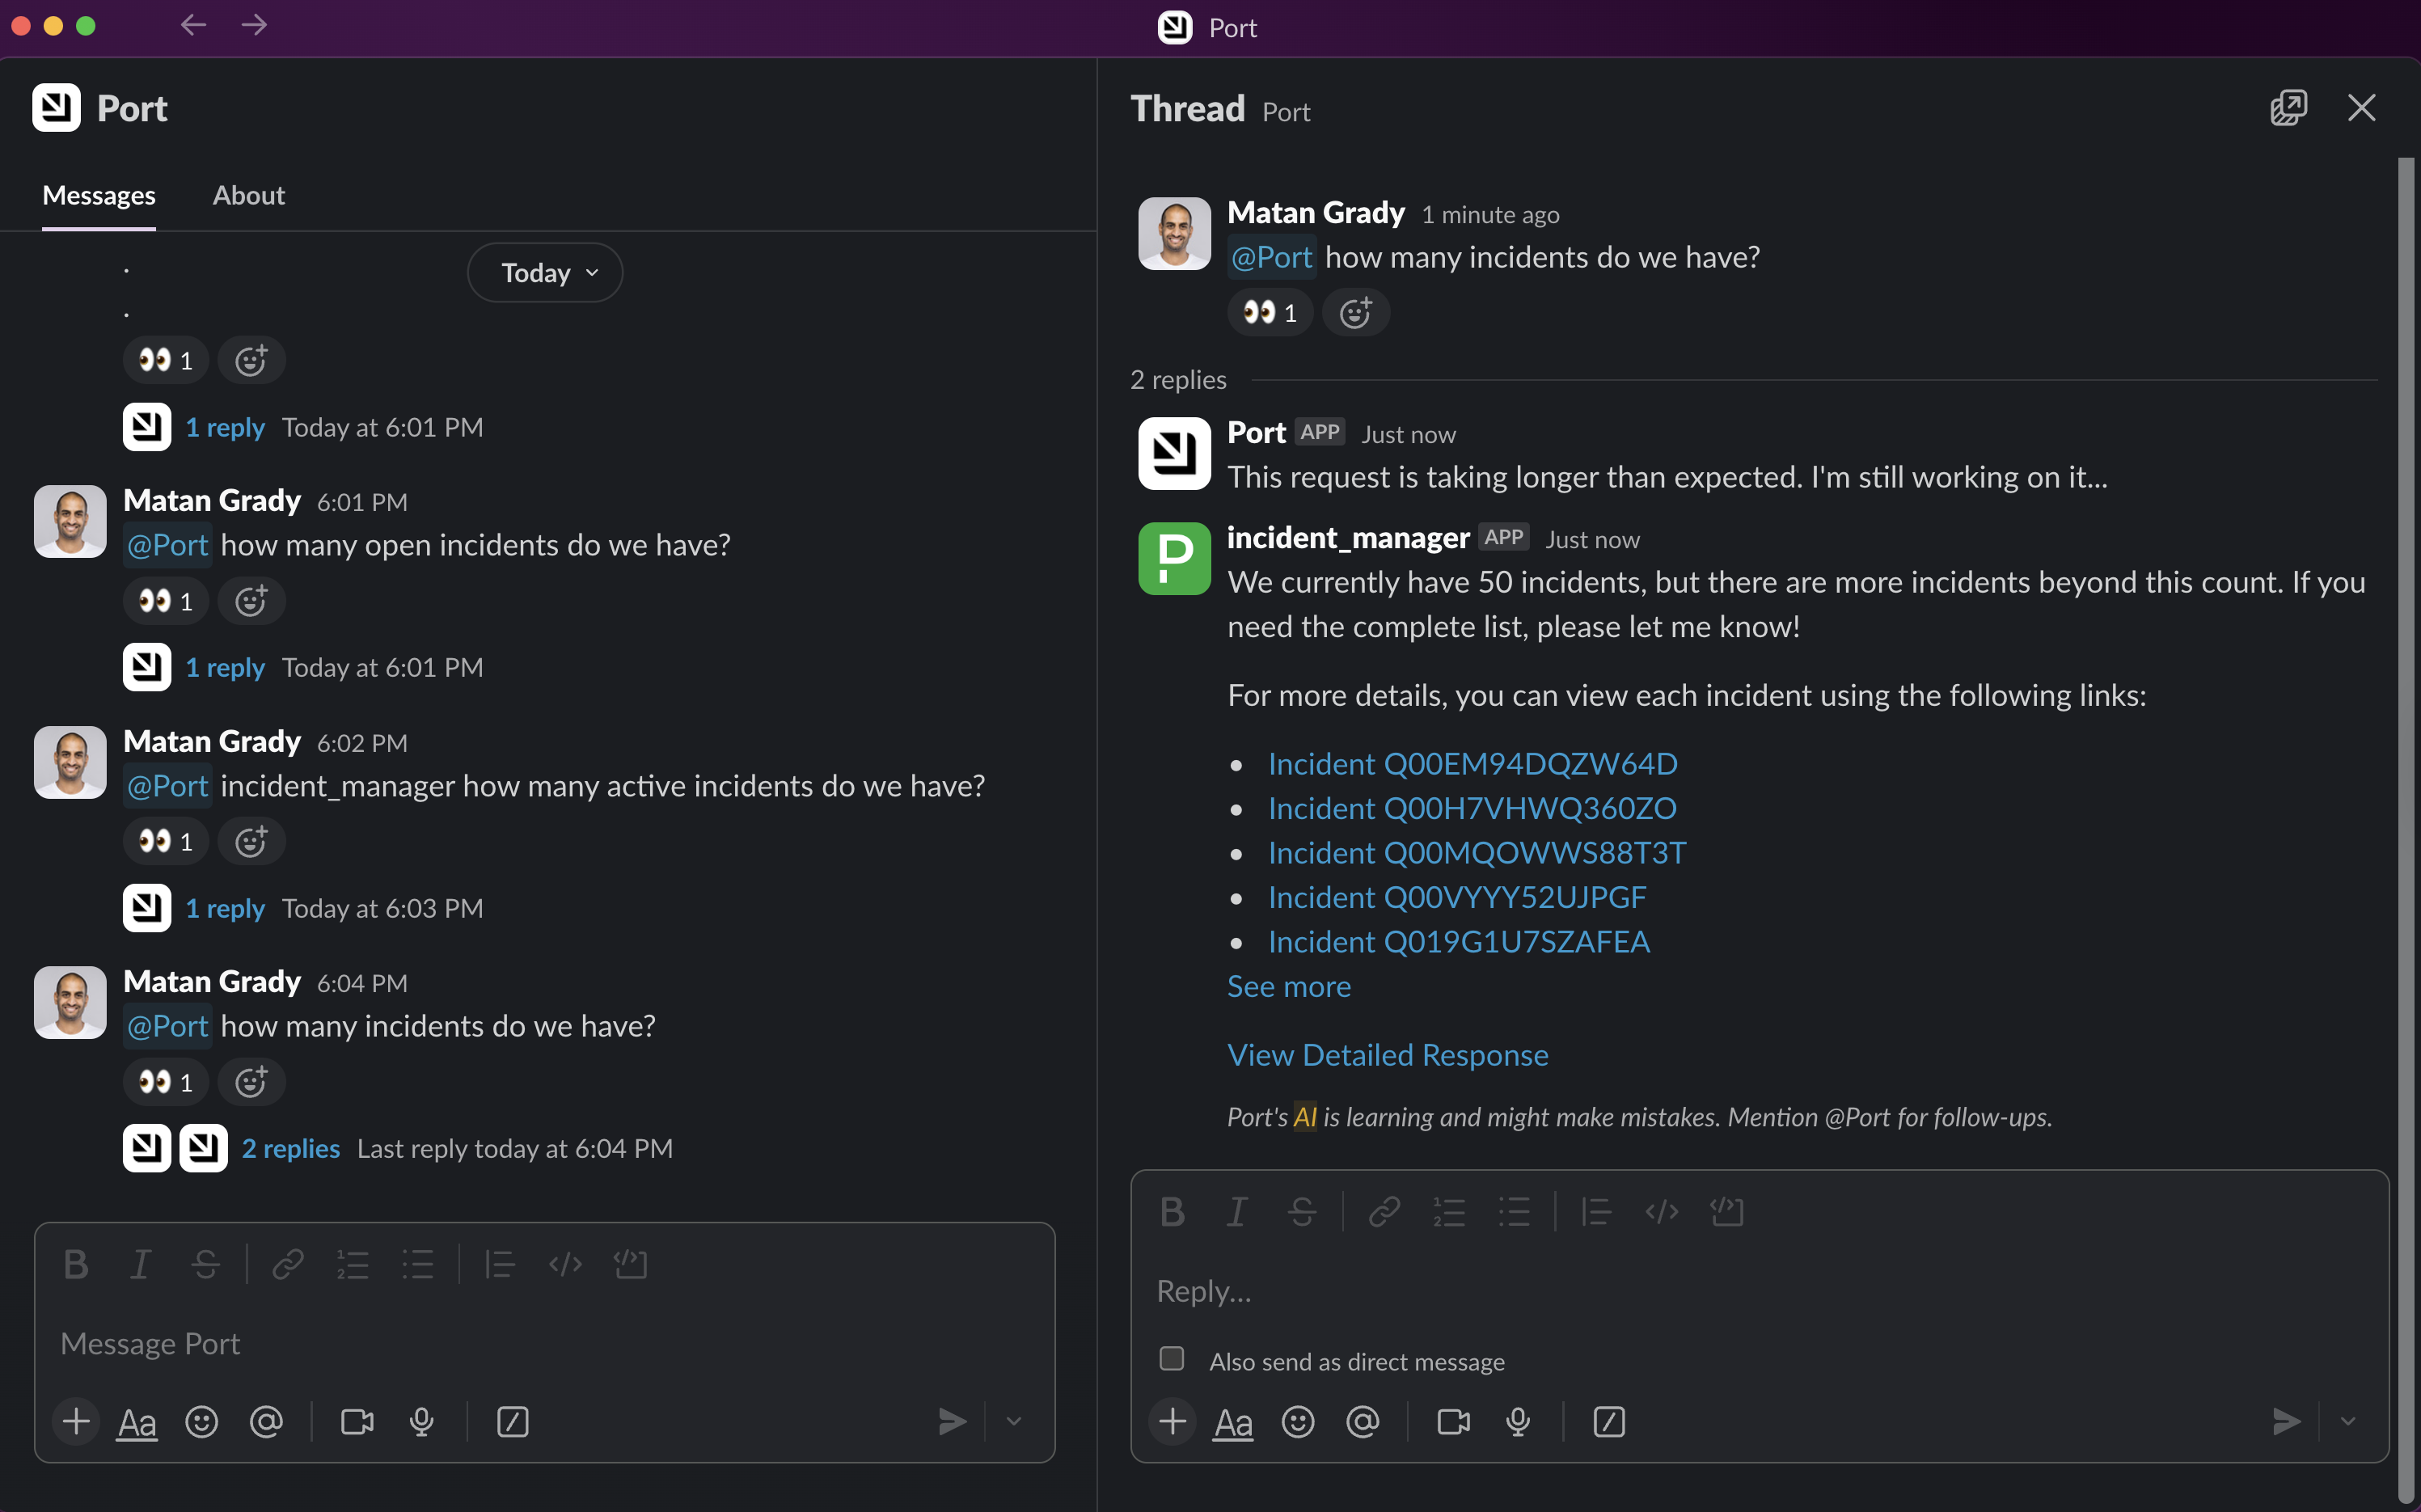 Port
Port
Messages
About
Today
.
.
1
1 reply Today at 6:01 PM
Matan Grady 6:01 PM
@Port how many open incidents do we have?
1
1 reply Today at 6:01 PM
Matan Grady 6:02 PM
@Port incident_manager how many active incidents do we have?
1
1 reply Today at 6:03 PM
Matan Grady 6:04 PM
@Port how many incidents do we have?
1
2 replies Last reply today at 6:04 PM
Message Port
Aa
Thread Port
Matan Grady 1 minute ago
@Port how many incidents do we have?
1
2 replies
Port APP Just now
This request is taking longer than expected. I'm still working on it...
incident_manager APP Just now
We currently have 50 incidents, but there are more incidents beyond this count. If you
need the complete list, please let me know!
For more details, you can view each incident using the following links:
• Incident Q00EM94DQZW64D
• Incident Q00H7VHWQ360ZO
• Incident Q00MQOWWS88T3T
• Incident Q00VYYY52UJPGF
• Incident Q019G1U7SZAFEA
See more
View Detailed Response
Port's AI is learning and might make mistakes. Mention @Port for follow-ups.
Reply...
Also send as direct message
Aa